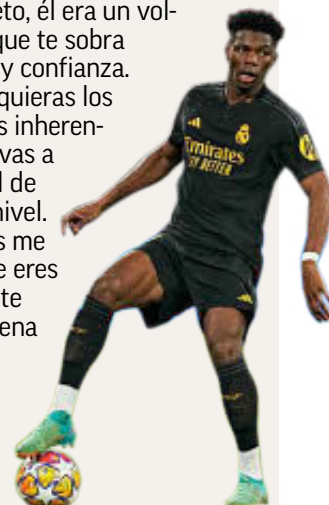 eto, él era un vol-
que te sobra
y confianza.
quieras los
s inheren-
vas a
l de
nivel.
s me
e eres
te
ena
Emirates
FLY BETTER